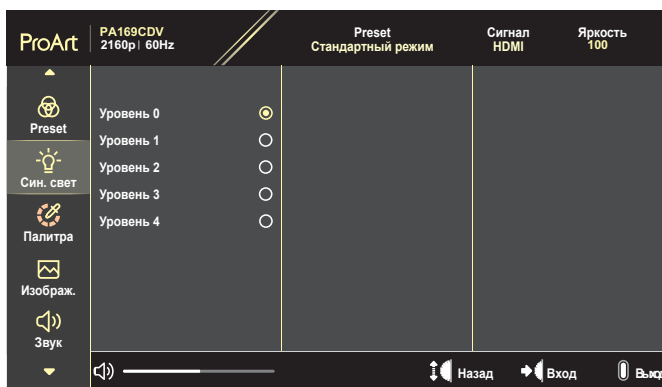 ProArt
PA169CDV
2160p | 60Hz
Preset
Стандартный режим
Сигнал
HDMI
Яркость
100
Preset
Син. свет
Палитра
Изображ.
Звук
Уровень 0
Уровень 1
Уровень 2
Уровень 3
Уровень 4
Назад
Вход
Выход